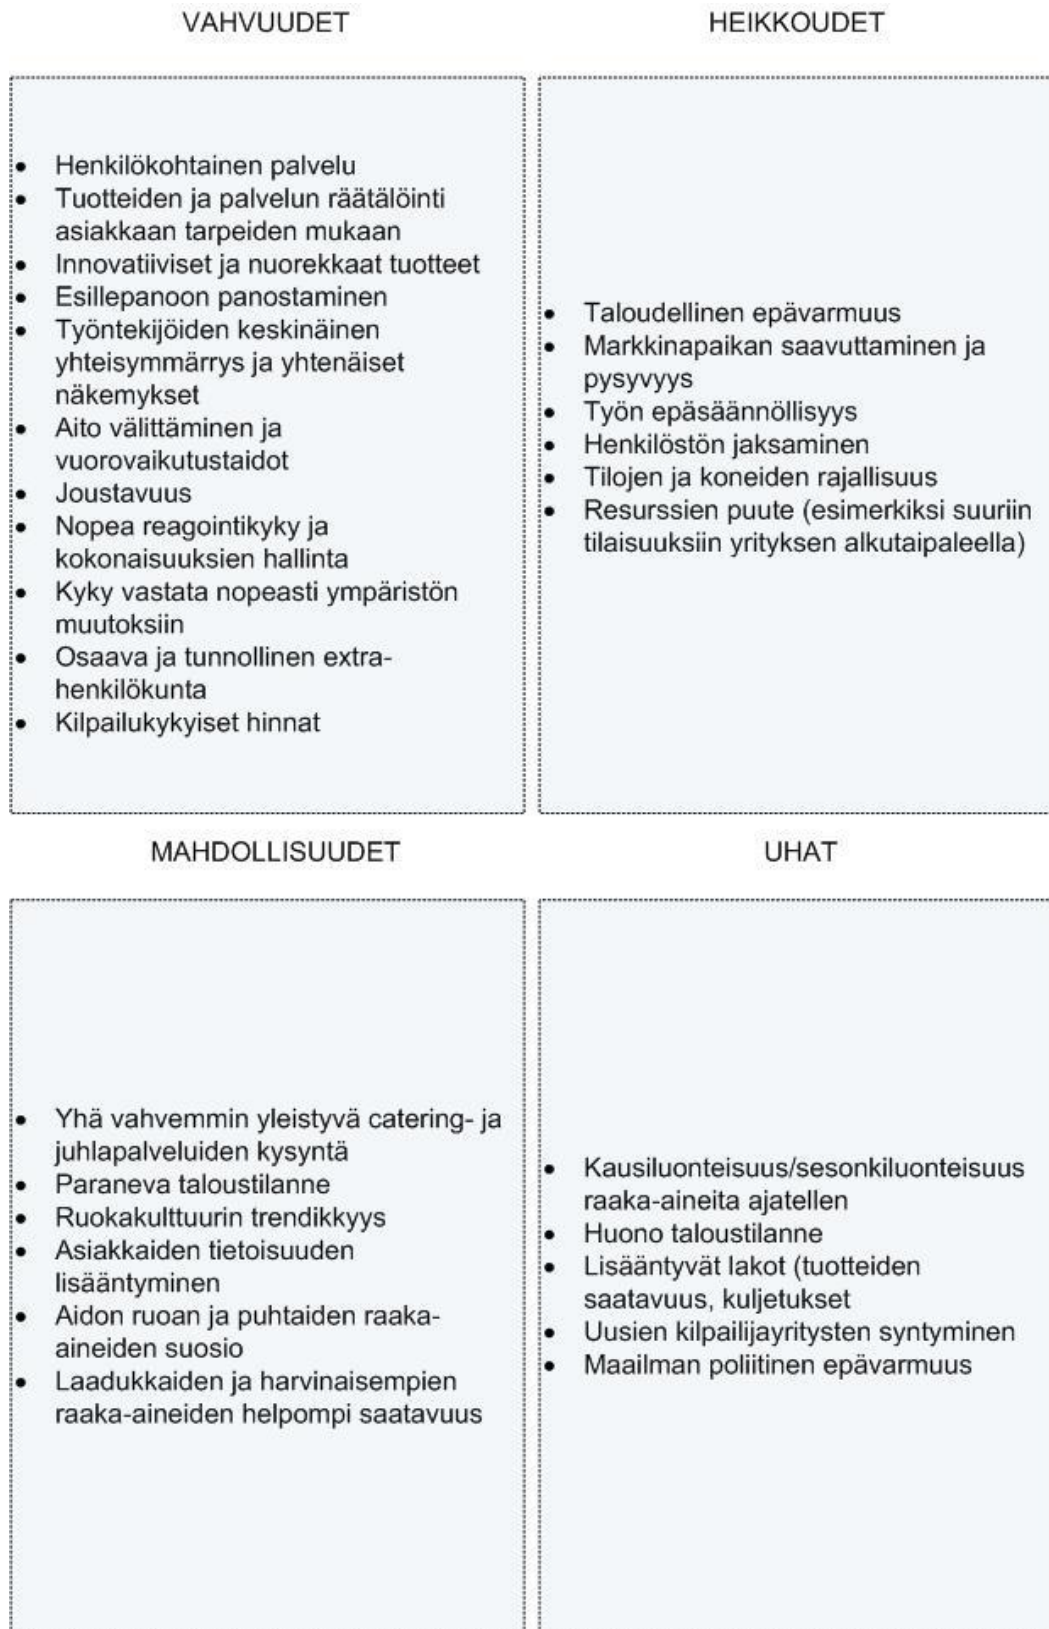 VAHVUUDET
• Henkilökohtainen palvelu
• Tuotteiden ja palvelun räätälöinti
asiakkaan tarpeiden mukaan
• Innovatiiviset ja nuorekkaat tuotteet
• Esillepanoon panostaminen
• Työntekijöiden keskinäinen
yhteisymmärrys ja yhtenäiset
näkemykset
• Aito välittäminen ja
vuorovaikutustaidot
• Joustavuus
• Nopea reagointikyky ja
kokonaisuuksien hallinta
• Kyky vastata nopeasti ympäristön
muutoksiin
• Osaava ja tunnollinen extra-
henkilökunta
• Kilpailukykyiset hinnat
HEIKKOUDET
• Taloudellinen epävarmuus
• Markkinapaikan saavuttaminen ja
pysyvyys
• Työn epäsäännöllisyys
• Henkilöstön jaksaminen
• Tilojen ja koneiden rajallisuus
• Resurssien puute (esimerkiksi suuriin
tilaisuuksiin yrityksen alkutaipaleella)
MAHDOLLISUUDET
• Yhä vahvemmin yleistyvä catering- ja
juhlapalveluiden kysyntä
• Paraneva taloustilanne
• Ruokakulttuurin trendikkyys
• Asiakkaiden tietoisuuden
lisääntyminen
• Aidon ruoan ja puhtaiden raaka-
aineiden suosio
• Laadukkaiden ja harvinaisempien
raaka-aineiden helpompi saatavuus
UHAT
• Kausiluonteisuus/sesonkiluonteisuus
raaka-aineita ajatellen
• Huono taloustilanne
• Lisääntyvät lakot (tuotteiden
saatavuus, kuljetukset
• Uusien kilpailijayritysten syntyminen
• Maailman poliitinen epävarmuus